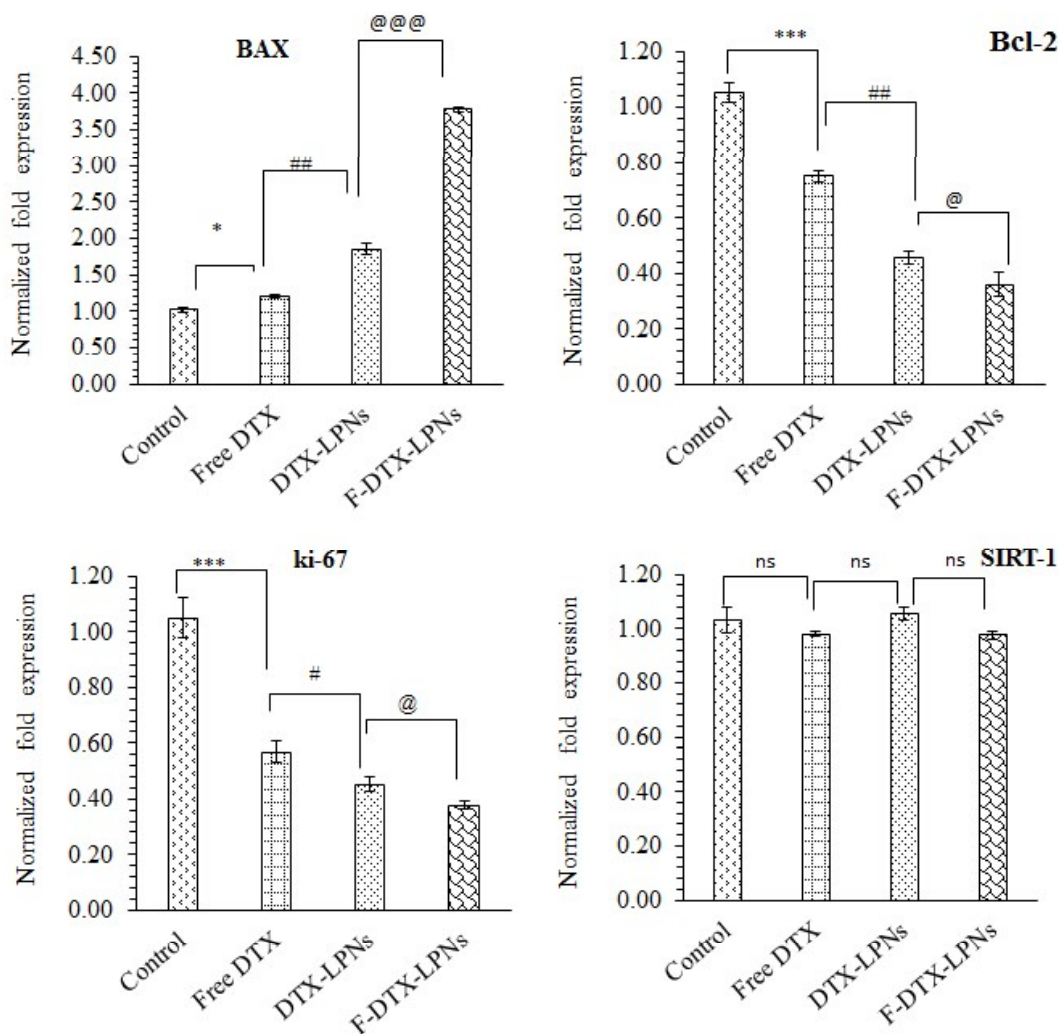 BAX
@@@
##
*
Normalized fold expression
4.50
4.00
3.50
3.00
2.50
2.00
1.50
1.00
0.50
0.00
Control
Free DTX
DTX-LPNs
F-DTX-LPNs
Bcl-2
***
##
@
Normalized fold expression
1.20
1.00
0.80
0.60
0.40
0.20
0.00
Control
Free DTX
DTX-LPNs
F-DTX-LPNs
ki-67
***
#
@
Normalized fold expression
1.20
1.00
0.80
0.60
0.40
0.20
0.00
Control
Free DTX
DTX-LPNs
F-DTX-LPNs
SIRT-1
ns ns ns
Normalized fold expression
1.20
1.00
0.80
0.60
0.40
0.20
0.00
Control
Free DTX
DTX-LPNs
F-DTX-LPNs